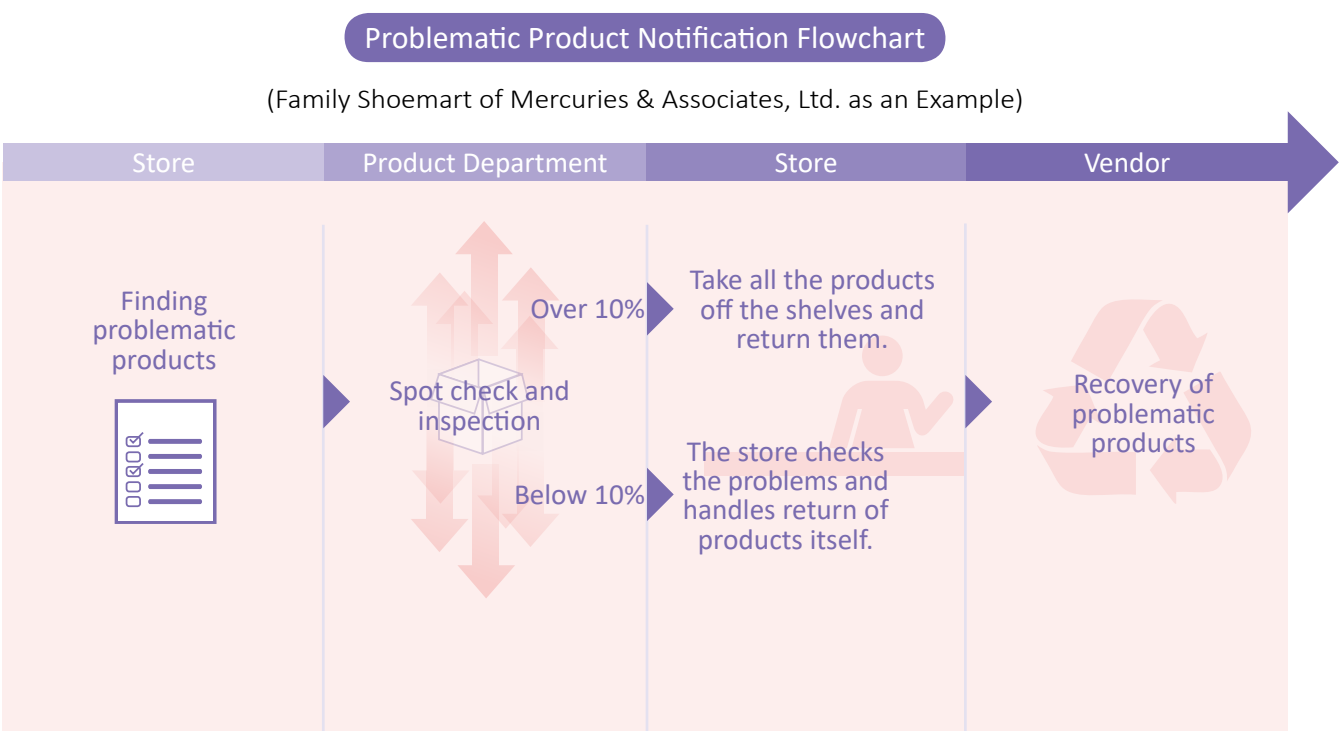 Problematic Product Notification Flowchart
(Family Shoemart of Mercuries & Associates, Ltd. as an Example)
Store
Product Department
Store
Vendor
Finding
problematic
products
Spot check and
inspection
Over 10%
Below 10%
Take all the products
off the shelves and
return them.
The store checks
the problems and
handles return of
products itself.
Recovery of
problematic
products